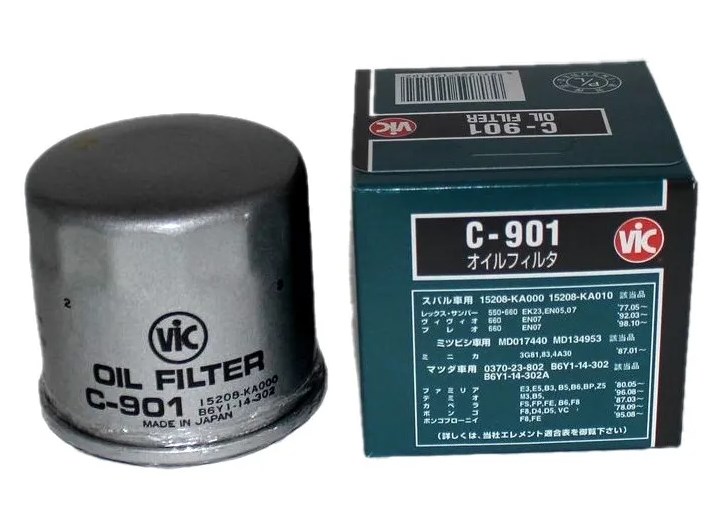 VIC
OIL FILTER
C-901
15208-KA000
B6Y1-14-302
MADE IN JAPAN
2
VIC
C-901
OIL FILTER
P/L
C-901
オイルフィルタ
VIC
スバル車用 15208-KA000 15208-KA010 該当品
レックス・サンバー 550・660 EK23,EN05,07 '77.05~
ヴィヴィオ 660 EN07 '92.03~
プレオ 660 EN07 '98.10~
ミツビシ車用 MD017440 MD134953 該当品
ミニカ 3G81,83,4A30 '87.01~
マツダ車用 0370-23-802 B6Y1-14-302 該当品
B6Y1-14-302A
ファミリア E3,E5,B3,B5,B6,BP,Z5 '80.05~
デミオ B3,B5, '96.08~
カペラ F5,FP,FE,B6,F8 '87.03~
ボンゴ F8,D4,D5,VC '78.09~
ボンゴフローニイ F8,FE '95.08~
(詳しくは、当社エレメント適合表を御覧下さい)